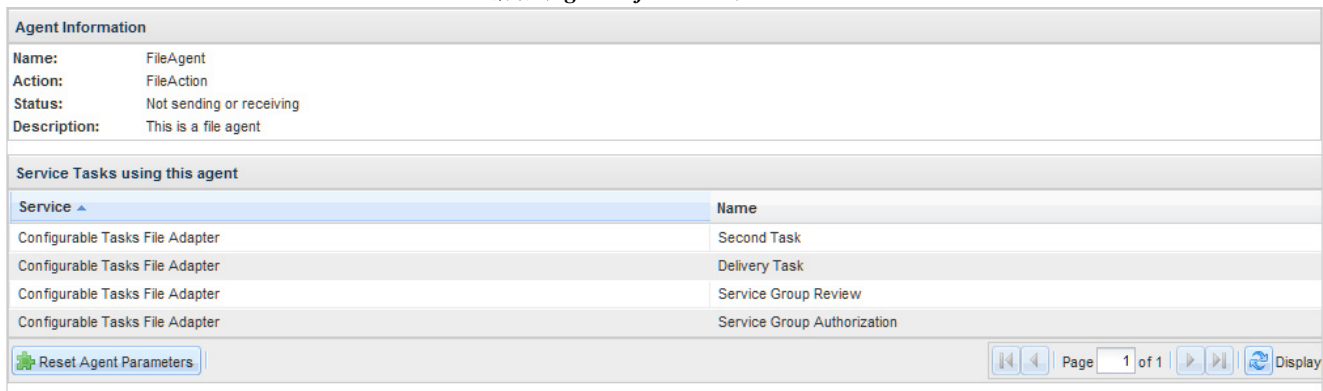 Agent Information
Name: FileAgent
Action: FileAction
Status: Not sending or receiving
Description: This is a file agent
Service Tasks using this agent
Service Name
Configurable Tasks File Adapter Second Task
Configurable Tasks File Adapter Delivery Task
Configurable Tasks File Adapter Service Group Review
Configurable Tasks File Adapter Service Group Authorization
Reset Agent Parameters Page 1 of 1 Display